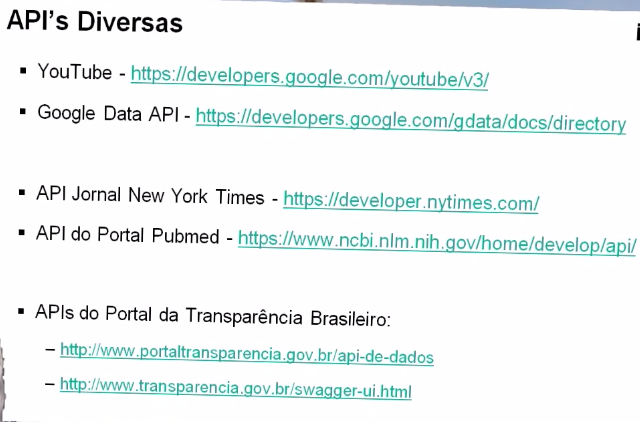 API's Diversas
▪ YouTube - https://developers.google.com/youtube/v3/
▪ Google Data API - https://developers.google.com/gdata/docs/directory
▪ API Jornal New York Times - https://developer.nytimes.com/
▪ API do Portal Pubmed - https://www.ncbi.nlm.nih.gov/home/develop/api/
▪ APIs do Portal da Transparência Brasileiro:
– http://www.portaltransparencia.gov.br/api-de-dados
– http://www.transparencia.gov.br/swagger-ui.html